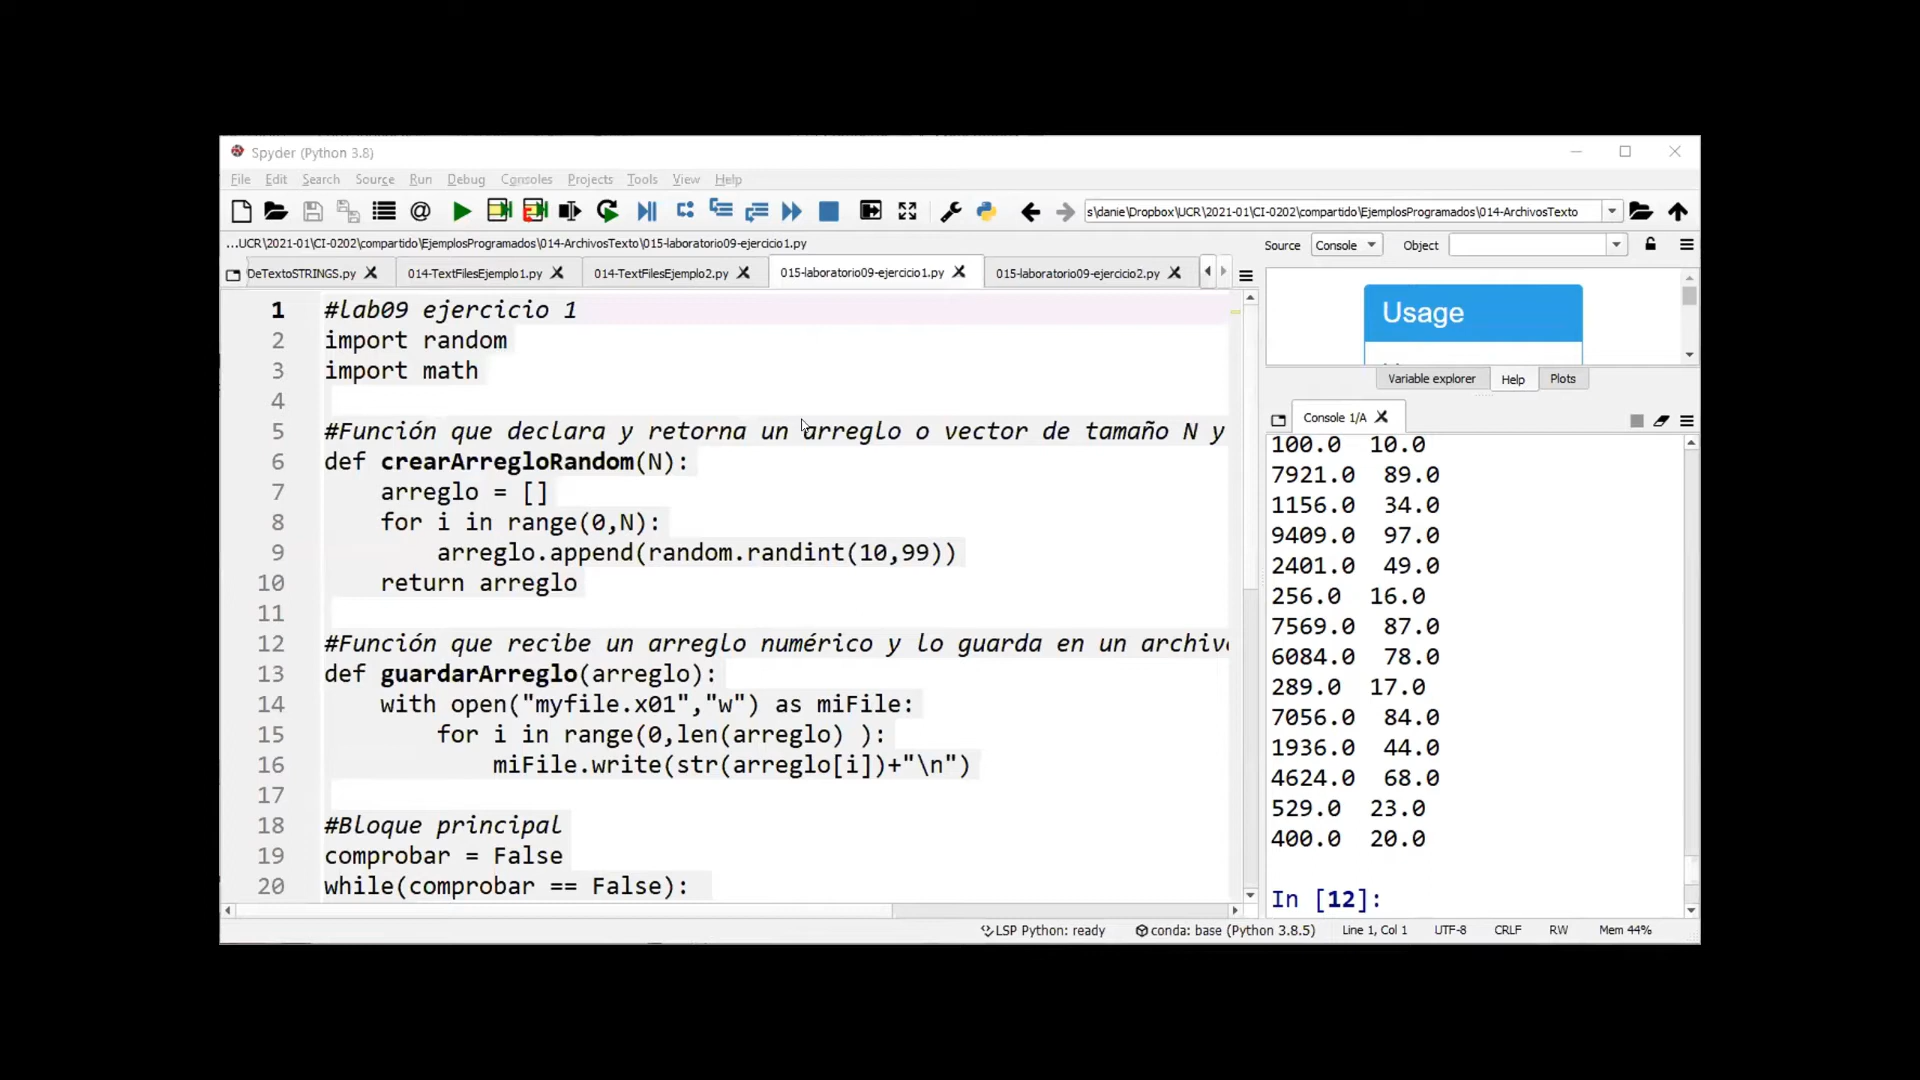 Spyder (Python 3.8)
File Edit Search Source Run Debug Consoles Projects Tools View Help
s\danie\Dropbox\UCR\2021-01\CI-0202\compartido\EjemplosProgramados\014-ArchivosTexto
...UCR\2021-01\CI-0202\compartido\EjemplosProgramados\014-ArchivosTexto\015-laboratorio09-ejercicio1.py
DeTextoSTRINGS.py 014-TextFilesEjemplo1.py 014-TextFilesEjemplo2.py 015-laboratorio09-ejercicio1.py 015-laboratorio09-ejercicio2.py
1 #lab09 ejercicio 1
2 import random
3 import math
4
5 #Función que declara y retorna un arreglo o vector de tamaño N y
6 def crearArregloRandom(N):
7 arreglo = []
8 for i in range(0,N):
9 arreglo.append(random.randint(10,99))
10 return arreglo
11
12 #Función que recibe un arreglo numérico y lo guarda en un archiv
13 def guardarArreglo(arreglo):
14 with open("myfile.x01","w") as miFile:
15 for i in range(0,len(arreglo) ):
16 miFile.write(str(arreglo[i])+"\n")
17
18 #Bloque principal
19 comprobar = False
20 while(comprobar == False):
Source Console Object
Usage
Variable explorer Help Plots
Console 1/A
100.0 10.0
7921.0 89.0
1156.0 34.0
9409.0 97.0
2401.0 49.0
256.0 16.0
7569.0 87.0
6084.0 78.0
289.0 17.0
7056.0 84.0
1936.0 44.0
4624.0 68.0
529.0 23.0
400.0 20.0
In [12]:
LSP Python: ready conda: base (Python 3.8.5) Line 1, Col 1 UTF-8 CRLF RW Mem 44%